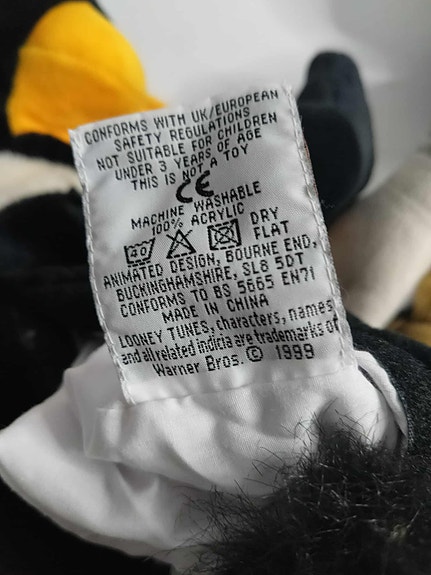 CONFORMS WITH UK/EUROPEAN
SAFETY REGULATIONS
NOT SUITABLE FOR CHILDREN
UNDER 3 YEARS OF AGE
THIS IS NOT A TOY
CE
MACHINE WASHABLE
100% ACRYLIC
40 DRY FLAT
ANIMATED DESIGN, BOURNE END,
BUCKINGHAMSHIRE, SL8 5DT
CONFORMS TO BS 5665 EN71
MADE IN CHINA
LOONEY TUNES, characters, names
and all related indicia are trademarks of
Warner Bros. © 1999